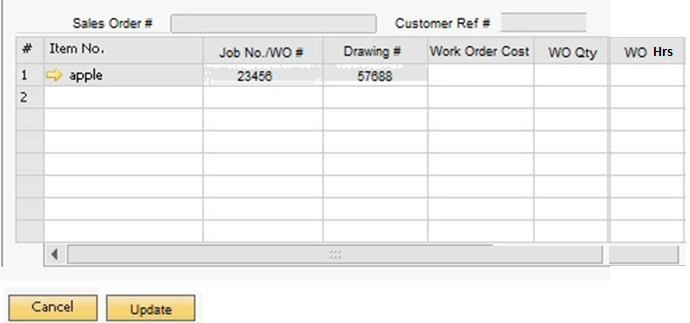 Sales Order # Customer Ref #
# Item No. Job No./WO # Drawing # Work Order Cost WO Qty WO Hrs
1 apple 23456 57688
2
Cancel Update